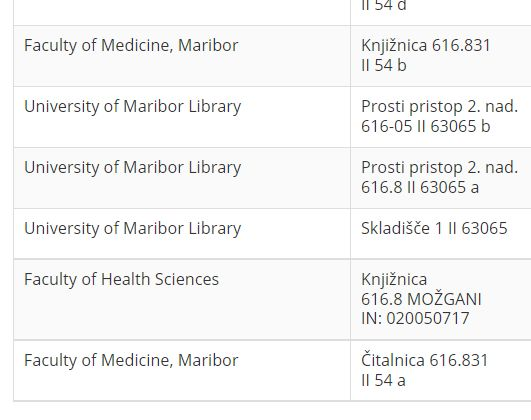 II 54 d
Faculty of Medicine, Maribor
Knjižnica 616.831
II 54 b
University of Maribor Library
Prosti pristop 2. nad.
616-05 II 63065 b
University of Maribor Library
Prosti pristop 2. nad.
616.8 II 63065 a
University of Maribor Library
Skladišče 1 II 63065
Faculty of Health Sciences
Knjižnica
616.8 MOŽGANI
IN: 020050717
Faculty of Medicine, Maribor
Čitalnica 616.831
II 54 a